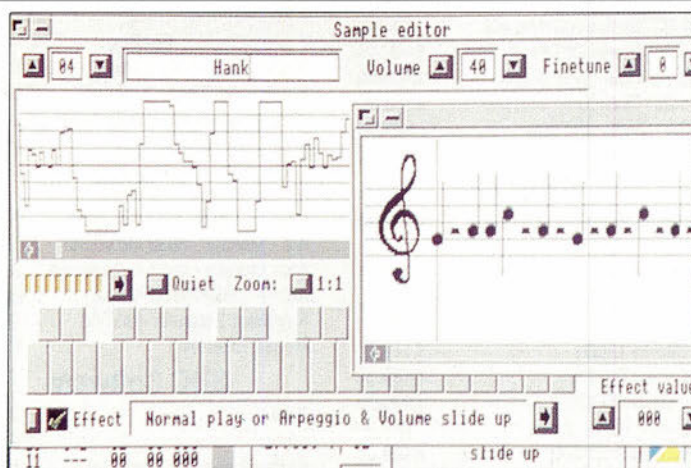 Sample editor
04 Hank Volume 40 Finetune 0
Quiet Zoom: 1:1
Effect value
Effect Normal play or Arpeggio & Volume slide up 000
11 --- 00 00 000
slide up